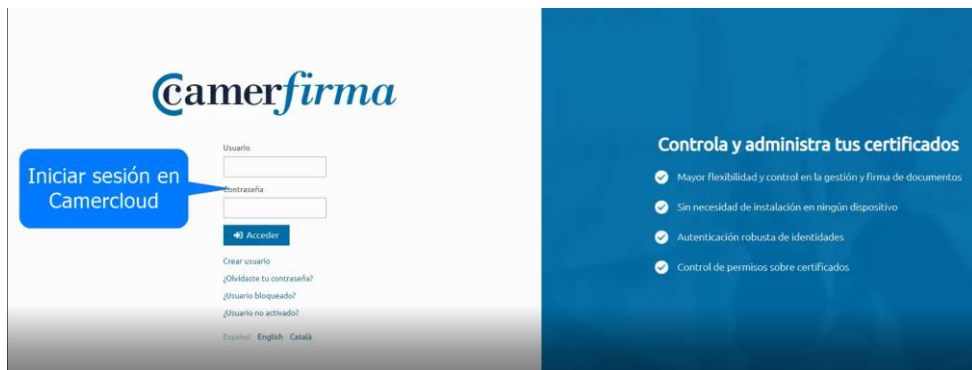 Camerfirma
Usuario
Iniciar sesión en
Camercloud
Contraseña
Acceder
Crear usuario
¿Olvidaste tu contraseña?
¿Usuario bloqueado?
¿Usuario no activado?
Español English Català
Controla y administra tus certificados
Mayor flexibilidad y control en la gestión y firma de documentos
Sin necesidad de instalación en ningún dispositivo
Autenticación robusta de identidades
Control de permisos sobre certificados